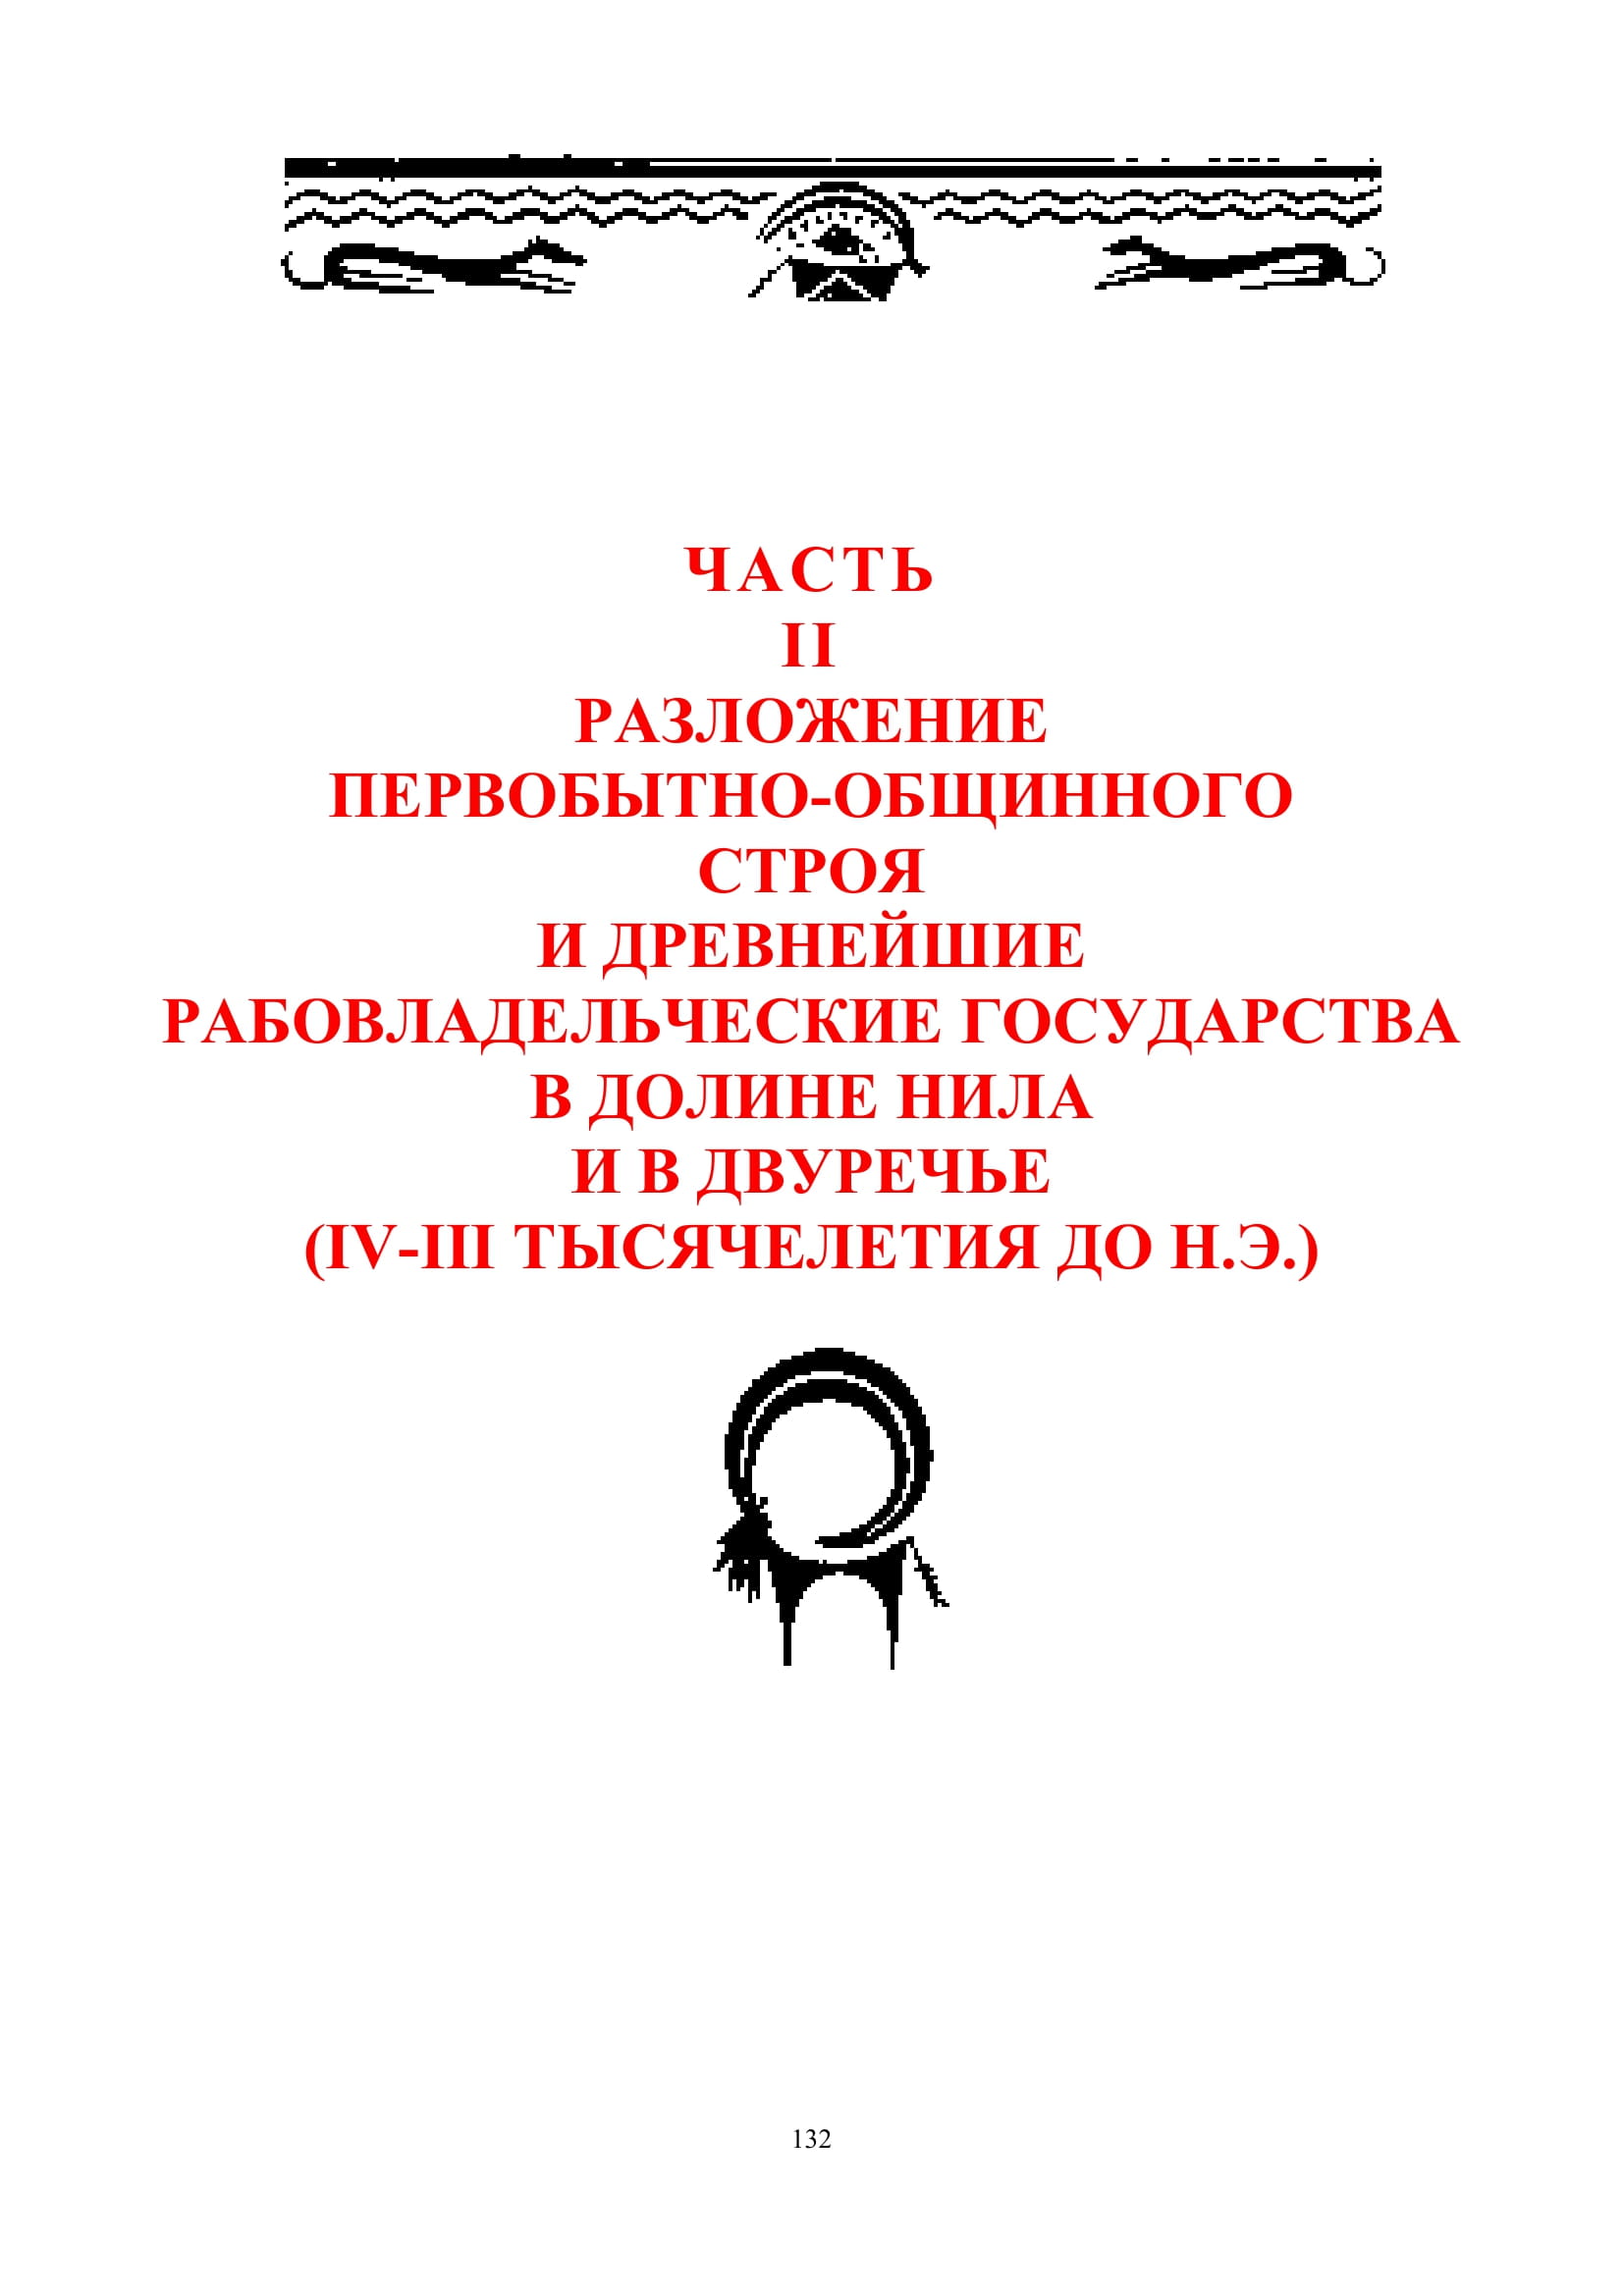 ЧАСТЬ
II
РАЗЛОЖЕНИЕ
ПЕРВОБЫТНО-ОБЩИННОГО
СТРОЯ
И ДРЕВНЕЙШИЕ
РАБОВЛАДЕЛЬЧЕСКИЕ ГОСУДАРСТВА
В ДОЛИНЕ НИЛА
И В ДВУРЕЧЬЕ
(IV-III ТЫСЯЧЕЛЕТИЯ ДО Н.Э.)
132